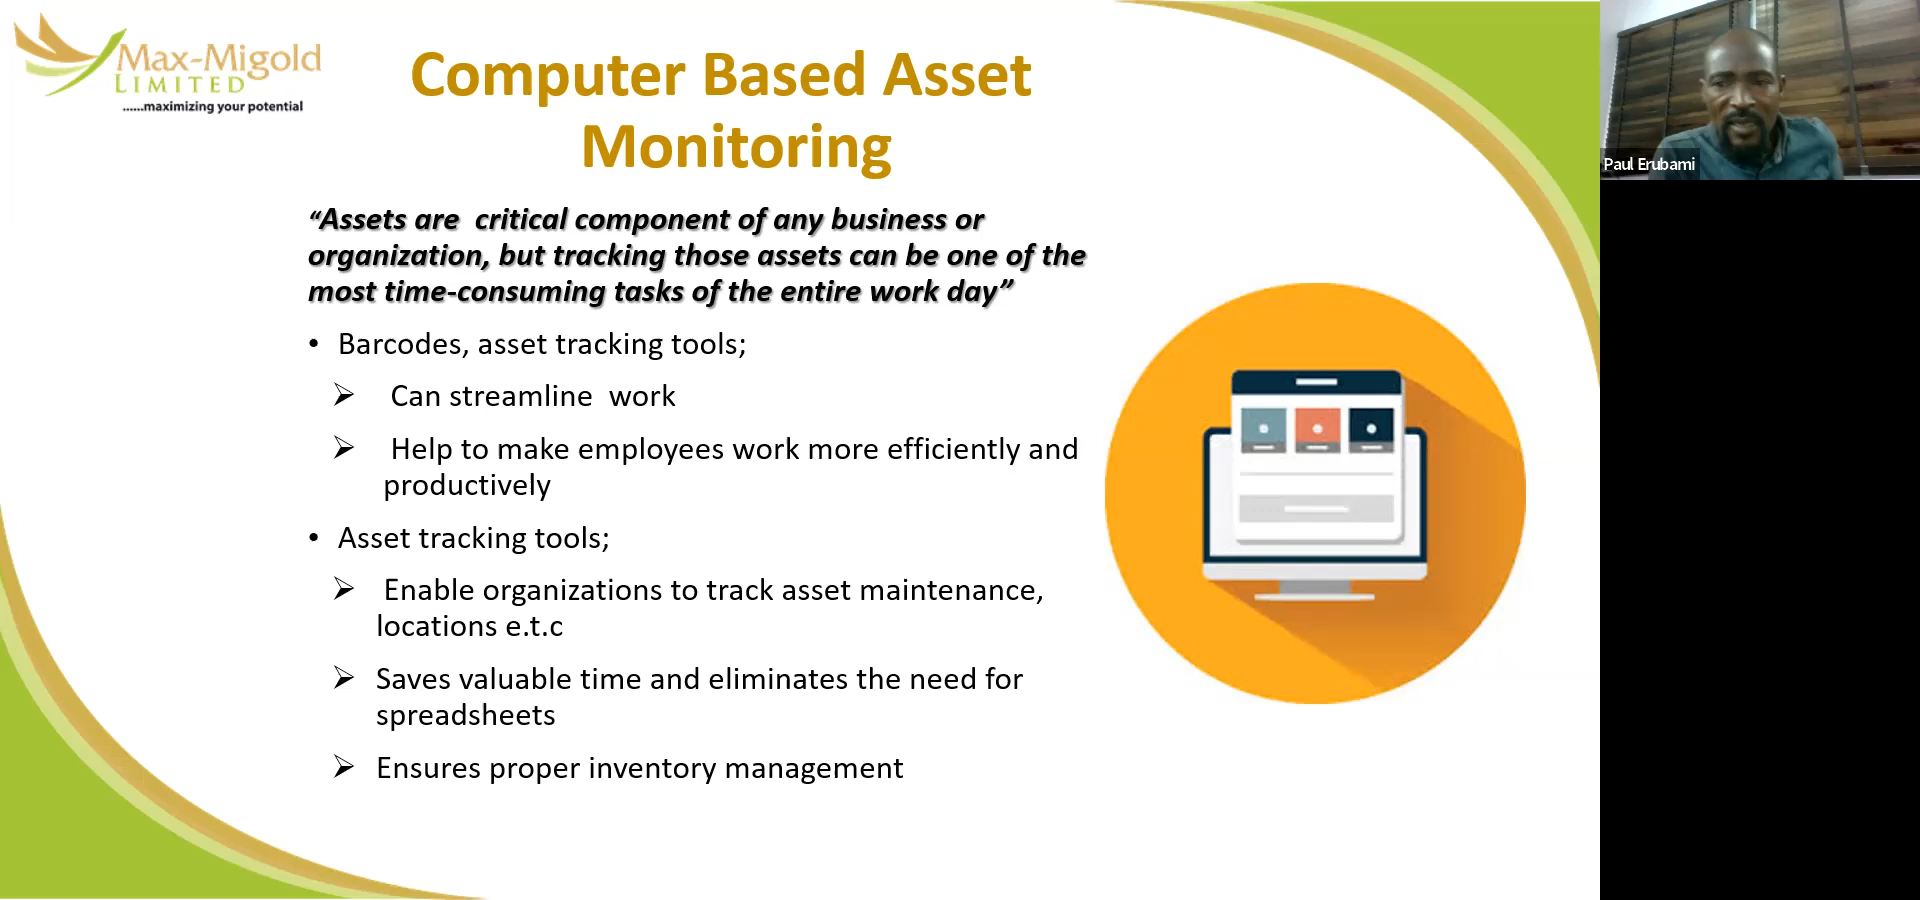 Max-Migold
LIMITED
......maximizing your potential
Computer Based Asset
Monitoring
“Assets are critical component of any business or
organization, but tracking those assets can be one of the
most time-consuming tasks of the entire work day”
• Barcodes, asset tracking tools;
➢ Can streamline work
➢ Help to make employees work more efficiently and
productively
• Asset tracking tools;
➢ Enable organizations to track asset maintenance,
locations e.t.c
➢ Saves valuable time and eliminates the need for
spreadsheets
➢ Ensures proper inventory management
Paul Erubami